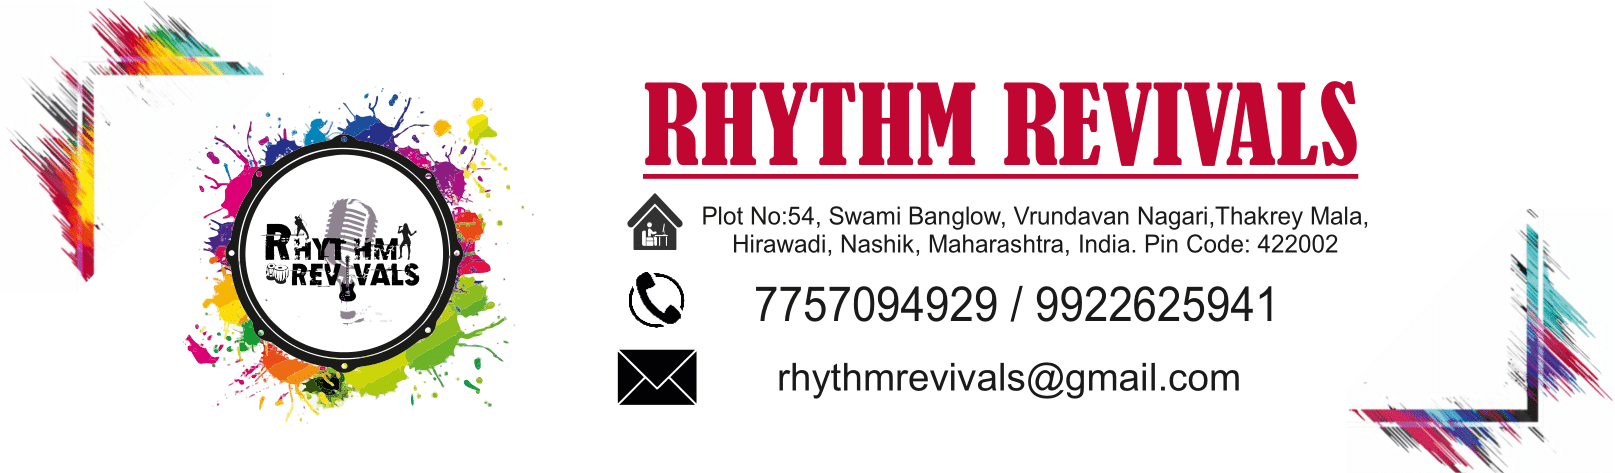 RHYTHM
REVIVALS
RHYTHM REVIVALS
Plot No:54, Swami Banglow, Vrundavan Nagari,Thakrey Mala,
Hirawadi, Nashik, Maharashtra, India. Pin Code: 422002
7757094929 / 9922625941
rhythmrevivals@gmail.com